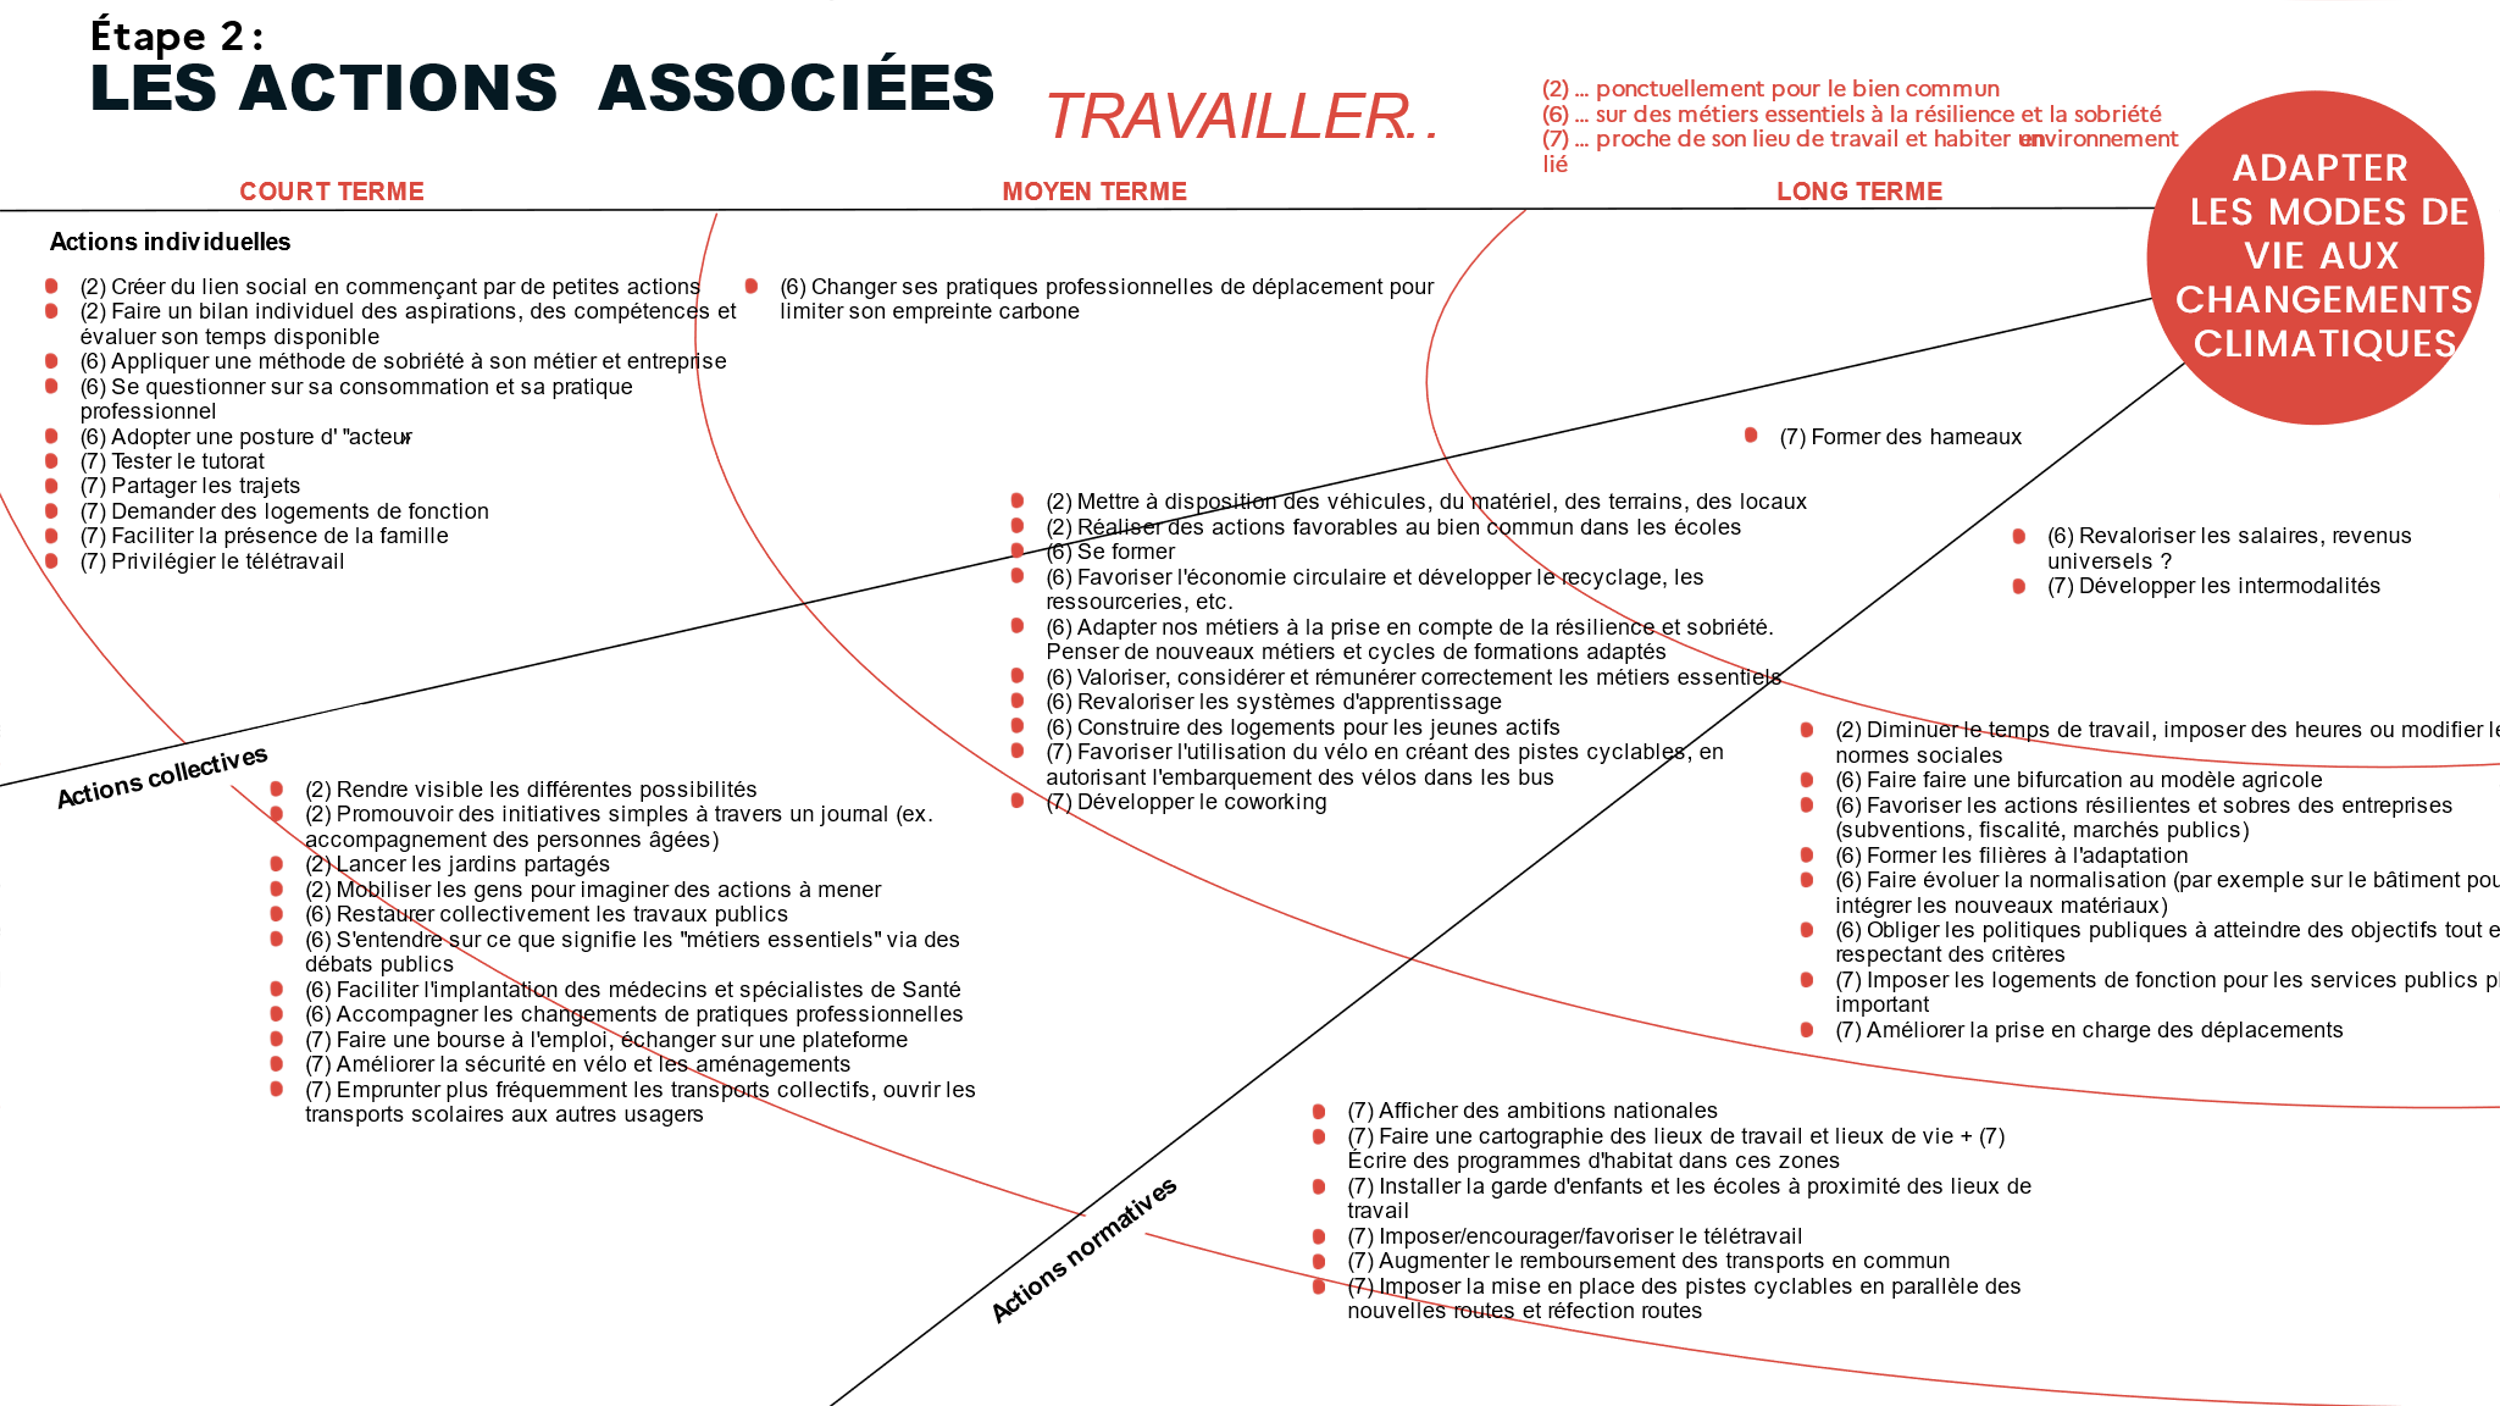 Étape 2 :
LES ACTIONS ASSOCIÉES
TRAVAILLER...
(2) ... ponctuellement pour le bien commun
(6) ... sur des métiers essentiels à la résilience et la sobriété
(7) ... proche de son lieu de travail et habiter un environnement
lié
ADAPTER
LES MODES DE
VIE AUX
CHANGEMENTS
CLIMATIQUES
COURT TERME
MOYEN TERME
LONG TERME
Actions individuelles
(2) Créer du lien social en commençant par de petites actions
(2) Faire un bilan individuel des aspirations, des compétences et
évaluer son temps disponible
(6) Appliquer une méthode de sobriété à son métier et entreprise
(6) Se questionner sur sa consommation et sa pratique
professionnel
(6) Adopter une posture d' "acteur"
(7) Tester le tutorat
(7) Partager les trajets
(7) Demander des logements de fonction
(7) Faciliter la présence de la famille
(7) Privilégier le télétravail
(6) Changer ses pratiques professionnelles de déplacement pour
limiter son empreinte carbone
Actions collectives
(2) Rendre visible les différentes possibilités
(2) Promouvoir des initiatives simples à travers un journal (ex.
accompagnement des personnes âgées)
(2) Lancer les jardins partagés
(2) Mobiliser les gens pour imaginer des actions à mener
(6) Restaurer collectivement les travaux publics
(6) S'entendre sur ce que signifie les "métiers essentiels" via des
débats publics
(6) Faciliter l'implantation des médecins et spécialistes de Santé
(6) Accompagner les changements de pratiques professionnelles
(7) Faire une bourse à l'emploi, échanger sur une plateforme
(7) Améliorer la sécurité en vélo et les aménagements
(7) Emprunter plus fréquemment les transports collectifs, ouvrir les
transports scolaires aux autres usagers
(2) Mettre à disposition des véhicules, du matériel, des terrains, des locaux
(2) Réaliser des actions favorables au bien commun dans les écoles
(6) Se former
(6) Favoriser l'économie circulaire et développer le recyclage, les
ressourceries, etc.
(6) Adapter nos métiers à la prise en compte de la résilience et sobriété.
Penser de nouveaux métiers et cycles de formations adaptés
(6) Valoriser, considérer et rémunérer correctement les métiers essentiels
(6) Revaloriser les systèmes d'apprentissage
(6) Construire des logements pour les jeunes actifs
(7) Favoriser l'utilisation du vélo en créant des pistes cyclables, en
autorisant l'embarquement des vélos dans les bus
(7) Développer le coworking
(7) Former des hameaux
Actions normatives
(7) Afficher des ambitions nationales
(7) Faire une cartographie des lieux de travail et lieux de vie + (7)
Écrire des programmes d'habitat dans ces zones
(7) Installer la garde d'enfants et les écoles à proximité des lieux de
travail
(7) Imposer/encourager/favoriser le télétravail
(7) Augmenter le remboursement des transports en commun
(7) Imposer la mise en place des pistes cyclables en parallèle des
nouvelles routes et réfection routes
(2) Diminuer le temps de travail, imposer des heures ou modifier le
normes sociales
(6) Faire faire une bifurcation au modèle agricole
(6) Favoriser les actions résilientes et sobres des entreprises
(subventions, fiscalité, marchés publics)
(6) Former les filières à l'adaptation
(6) Faire évoluer la normalisation (par exemple sur le bâtiment pou
intégrer les nouveaux matériaux)
(6) Obliger les politiques publiques à atteindre des objectifs tout e
respectant des critères
(7) Imposer les logements de fonction pour les services publics pl
important
(7) Améliorer la prise en charge des déplacements
(6) Revaloriser les salaires, revenus
universels ?
(7) Développer les intermodalités